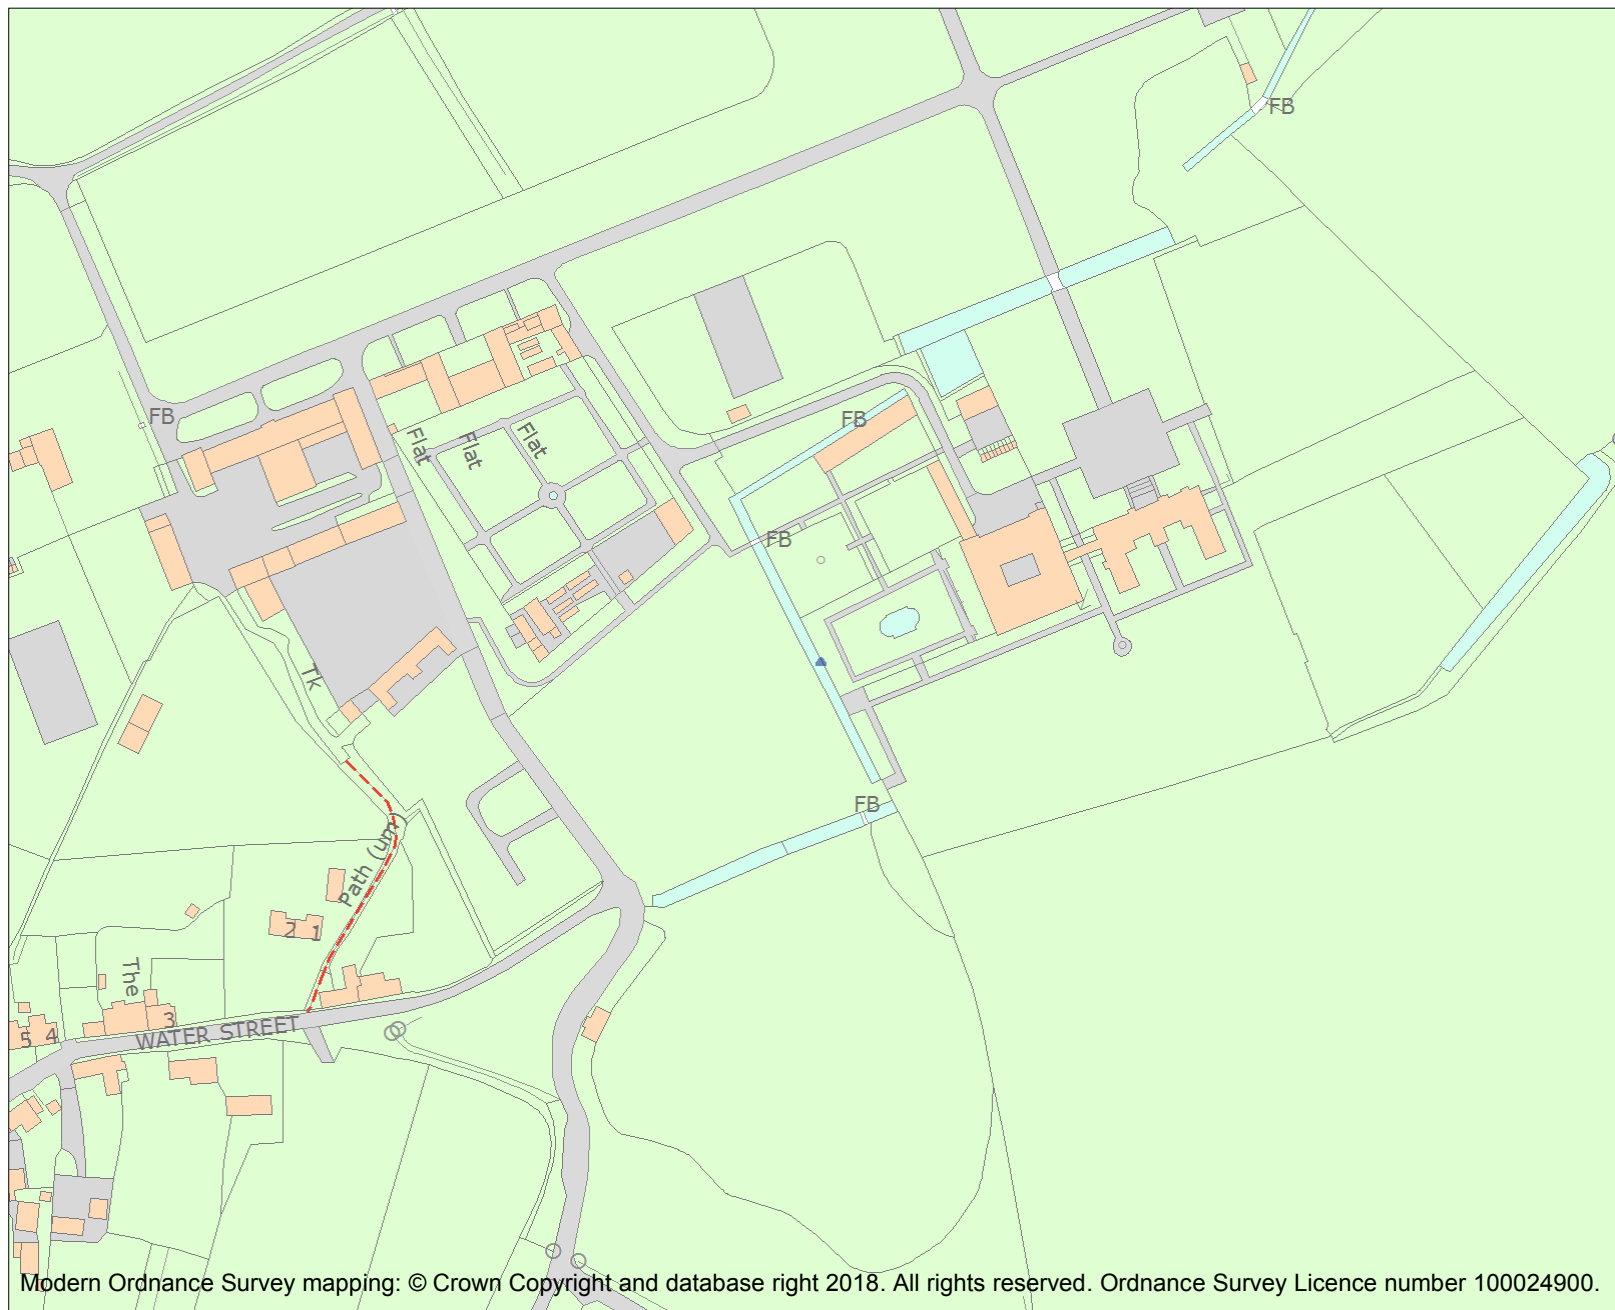 FB
FB
FB
Flat
Flat
Flat
FB
Tk
FB
Path (um)
2 1
The
3
5 4
WATER STREET
Modern Ordnance Survey mapping: © Crown Copyright and database right 2018. All rights reserved. Ordnance Survey Licence number 100024900.